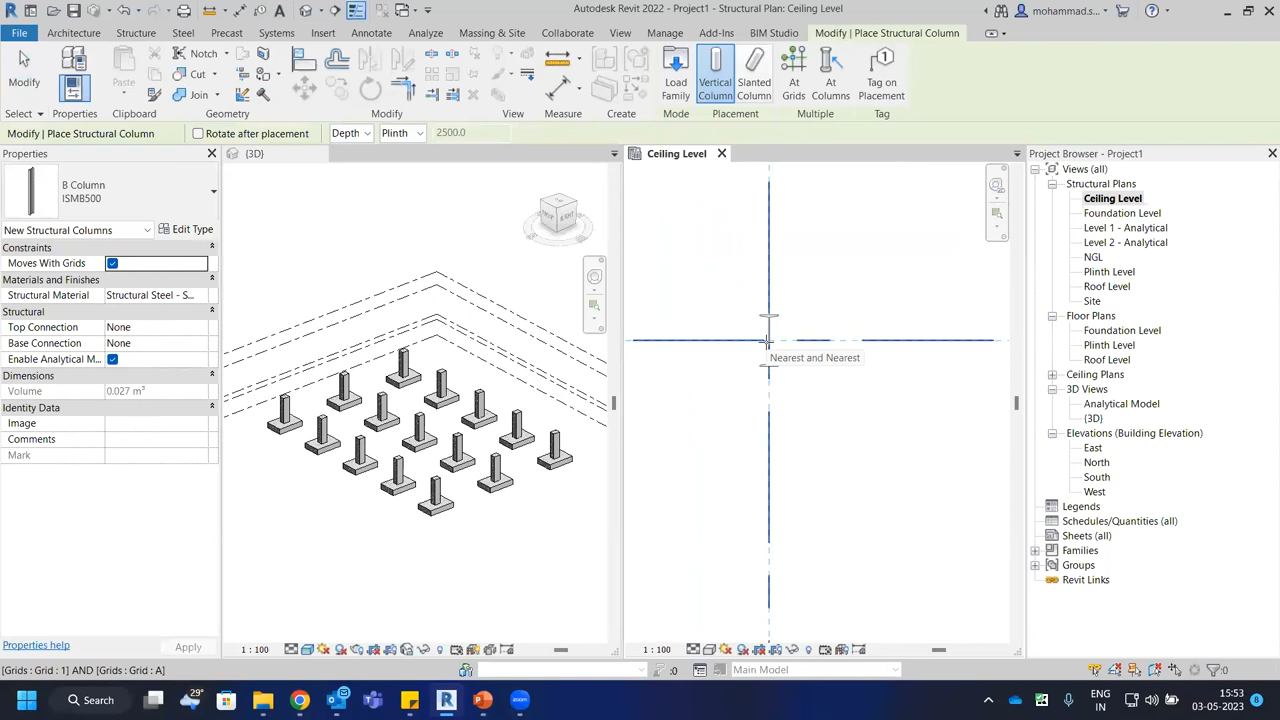 Autodesk Revit 2022 - Project1 - Structural Plan: Ceiling Level
mohammad.s...
File Architecture Structure Steel Precast Systems Insert Annotate Analyze Massing & Site Collaborate View Manage Add-Ins BIM Studio Modify | Place Structural Column
Modify
Paste
Notch
Cut
Join
Load Family
Vertical Column
Slanted Column
At Grids
At Columns
Tag on Placement
Select Properties Clipboard Geometry Modify View Measure Create Mode Placement Multiple Tag
Modify | Place Structural Column Rotate after placement Depth Plinth 2500.0
Properties
B Column
ISMB500
New Structural Columns Edit Type
Constraints
Moves With Grids
Materials and Finishes
Structural Material Structural Steel - S...
Structural
Top Connection None
Base Connection None
Enable Analytical M...
Dimensions
Volume 0.027 m³
Identity Data
Image
Comments
Mark
Properties help Apply
{3D}
RIGHT
1 : 100
Ceiling Level
Nearest and Nearest
1 : 100
Project Browser - Project1
Views (all)
Structural Plans
Ceiling Level
Foundation Level
Level 1 - Analytical
Level 2 - Analytical
NGL
Plinth Level
Roof Level
Site
Floor Plans
Foundation Level
Plinth Level
Roof Level
Ceiling Plans
3D Views
Analytical Model
{3D}
Elevations (Building Elevation)
East
North
South
West
Legends
Schedules/Quantities (all)
Sheets (all)
Families
Groups
Revit Links
[Grids : Grid : 1] AND [Grids : Grid : A] :0 Main Model :0
Search 29° ENG IN 15:53 03-05-2023